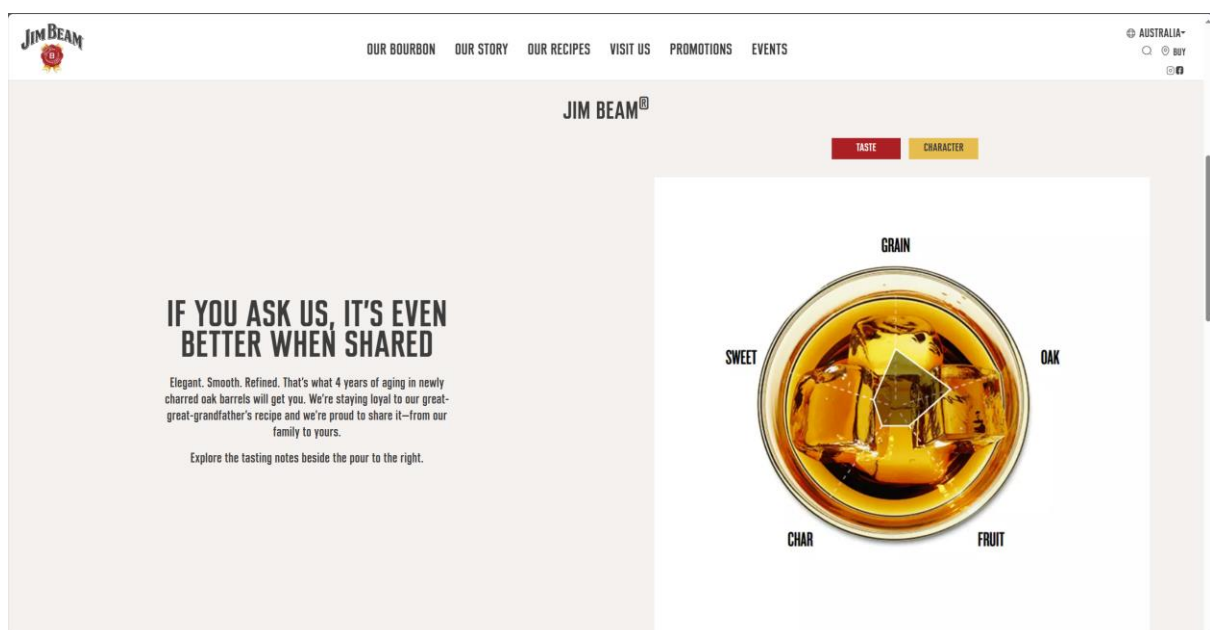 JIM BEAM
B
OUR BOURBON OUR STORY OUR RECIPES VISIT US PROMOTIONS EVENTS
AUSTRALIA
BUY
JIM BEAM®
TASTE CHARACTER
IF YOU ASK US, IT'S EVEN
BETTER WHEN SHARED
Elegant. Smooth. Refined. That's what 4 years of aging in newly
charred oak barrels will get you. We're staying loyal to our great-
great-grandfather's recipe and we're proud to share it—from our
family to yours.
Explore the tasting notes beside the pour to the right.
GRAIN
SWEET
OAK
CHAR
FRUIT